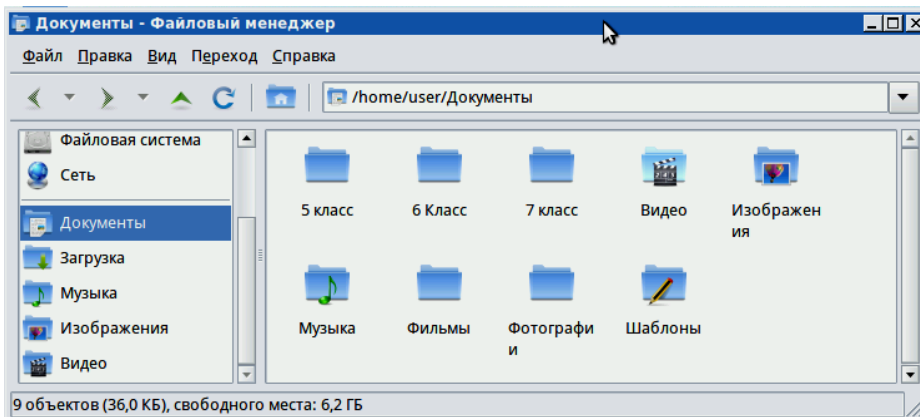 Документы - Файловый менеджер
Файл Правка Вид Переход Справка
/home/user/Документы
Файловая система
Сеть
Документы
Загрузка
Музыка
Изображения
Видео
5 класс 6 Класс 7 класс Видео Изображен
ия
Музыка Фильмы Фотографи Шаблоны
и
9 объектов (36,0 КБ), свободного места: 6,2 ГБ